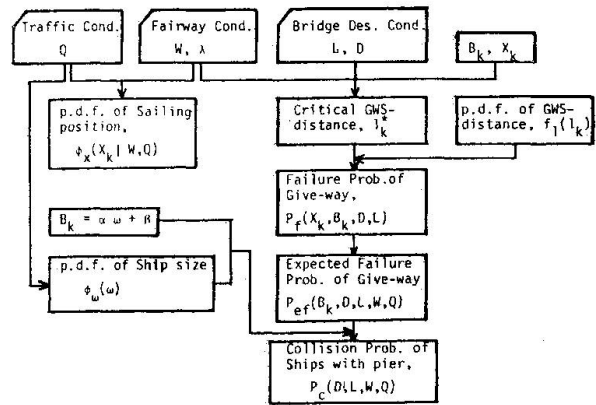 Traffic Cond.
Q
Fairway Cond.
W, λ
Bridge Des. Cond.
L, D
B_k, X_k
p.d.f. of Sailing
position,
φ_x(X_k | W,Q)
Critical GWS-
distance, l*_k
p.d.f. of GWS-
distance, f_l(l_k)
Failure Prob.of
Give-way,
P_f(X_k,B_k,D,L)
B_k = α ω + β
p.d.f. of Ship size
φ_ω(ω)
Expected Failure
Prob. of Give-way
P_ef(B_k,D,L,W,Q)
Collision Prob. of
Ships with pier,
P_c(D,L,W,Q)